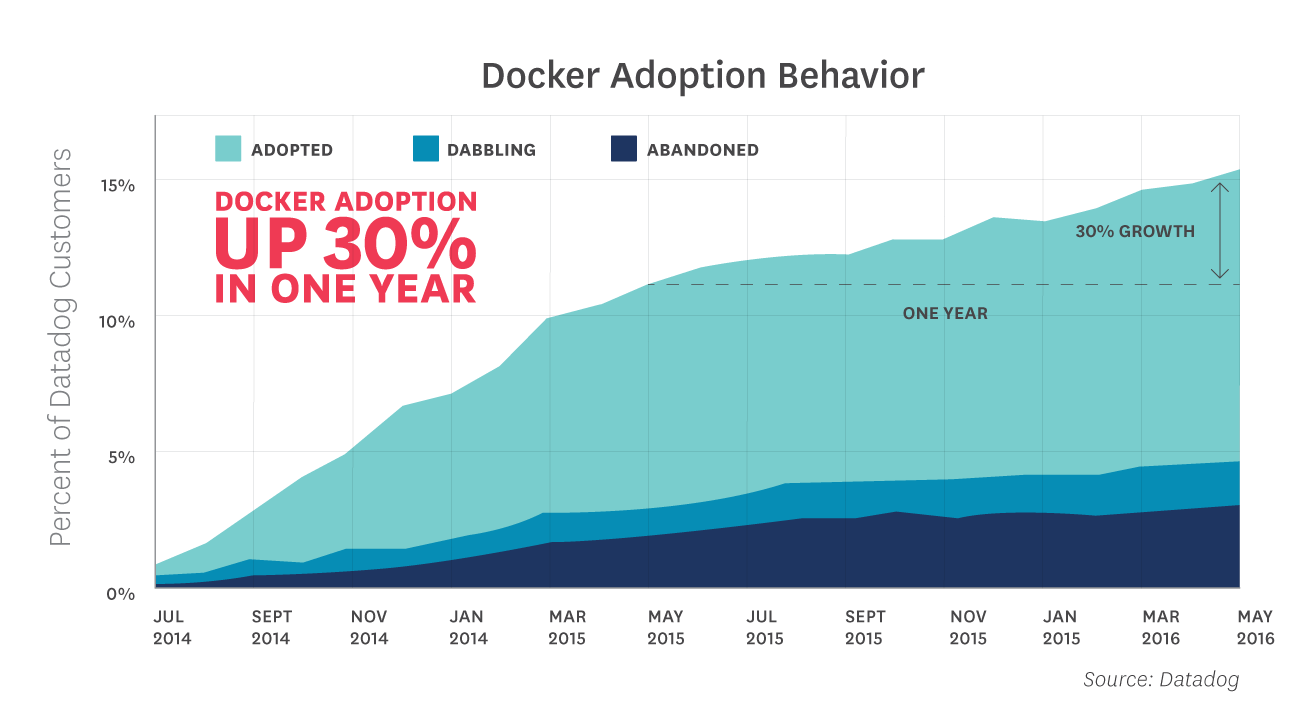 Docker Adoption Behavior
ADOPTED DABBLING ABANDONED
DOCKER ADOPTION
UP 30%
IN ONE YEAR
Percent of Datadog Customers
15%
10%
5%
0%
30% GROWTH
ONE YEAR
JUL SEPT NOV JAN MAR MAY JUL SEPT NOV JAN MAR MAY
2014 2014 2014 2014 2015 2015 2015 2015 2015 2015 2016 2016
Source: Datadog